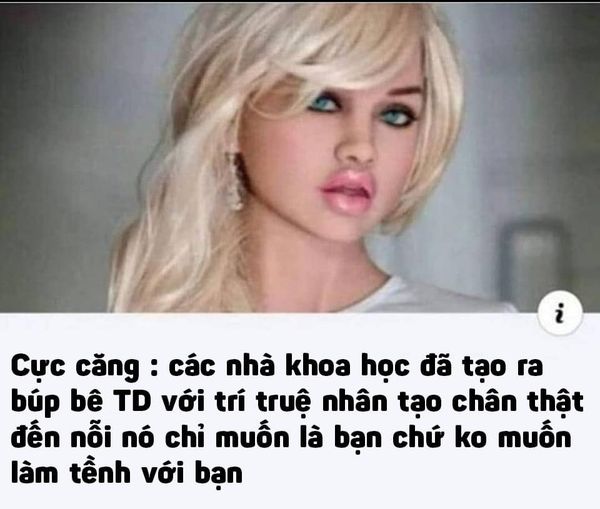 i
Cực căng : các nhà khoa học đã tạo ra
búp bê TD với trí truệ nhân tạo chân thật
đến nỗi nó chỉ muốn là bạn chứ ko muốn
làm tềnh với bạn